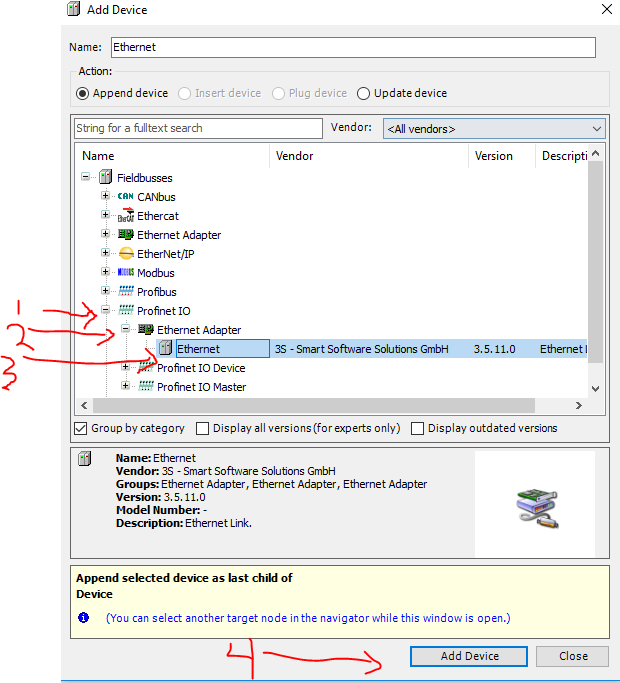 Add Device
Name: Ethernet
Action:
Append device Insert device Plug device Update device
String for a fulltext search Vendor: <All vendors>
Name Vendor Version Descripti
Fieldbusses
CAN CANbus
EtherCAT Ethercat
Ethernet Adapter
EtherNet/IP
MODBUS Modbus
Profibus
1 Profinet IO
2 Ethernet Adapter
3 Ethernet 3S - Smart Software Solutions GmbH 3.5.11.0 Ethernet l
Profinet IO Device
Profinet IO Master
Group by category Display all versions (for experts only) Display outdated versions
Name: Ethernet
Vendor: 3S - Smart Software Solutions GmbH
Groups: Ethernet Adapter, Ethernet Adapter, Ethernet Adapter
Version: 3.5.11.0
Model Number: -
Description: Ethernet Link.
Append selected device as last child of
Device
(You can select another target node in the navigator while this window is open.)
4 Add Device Close